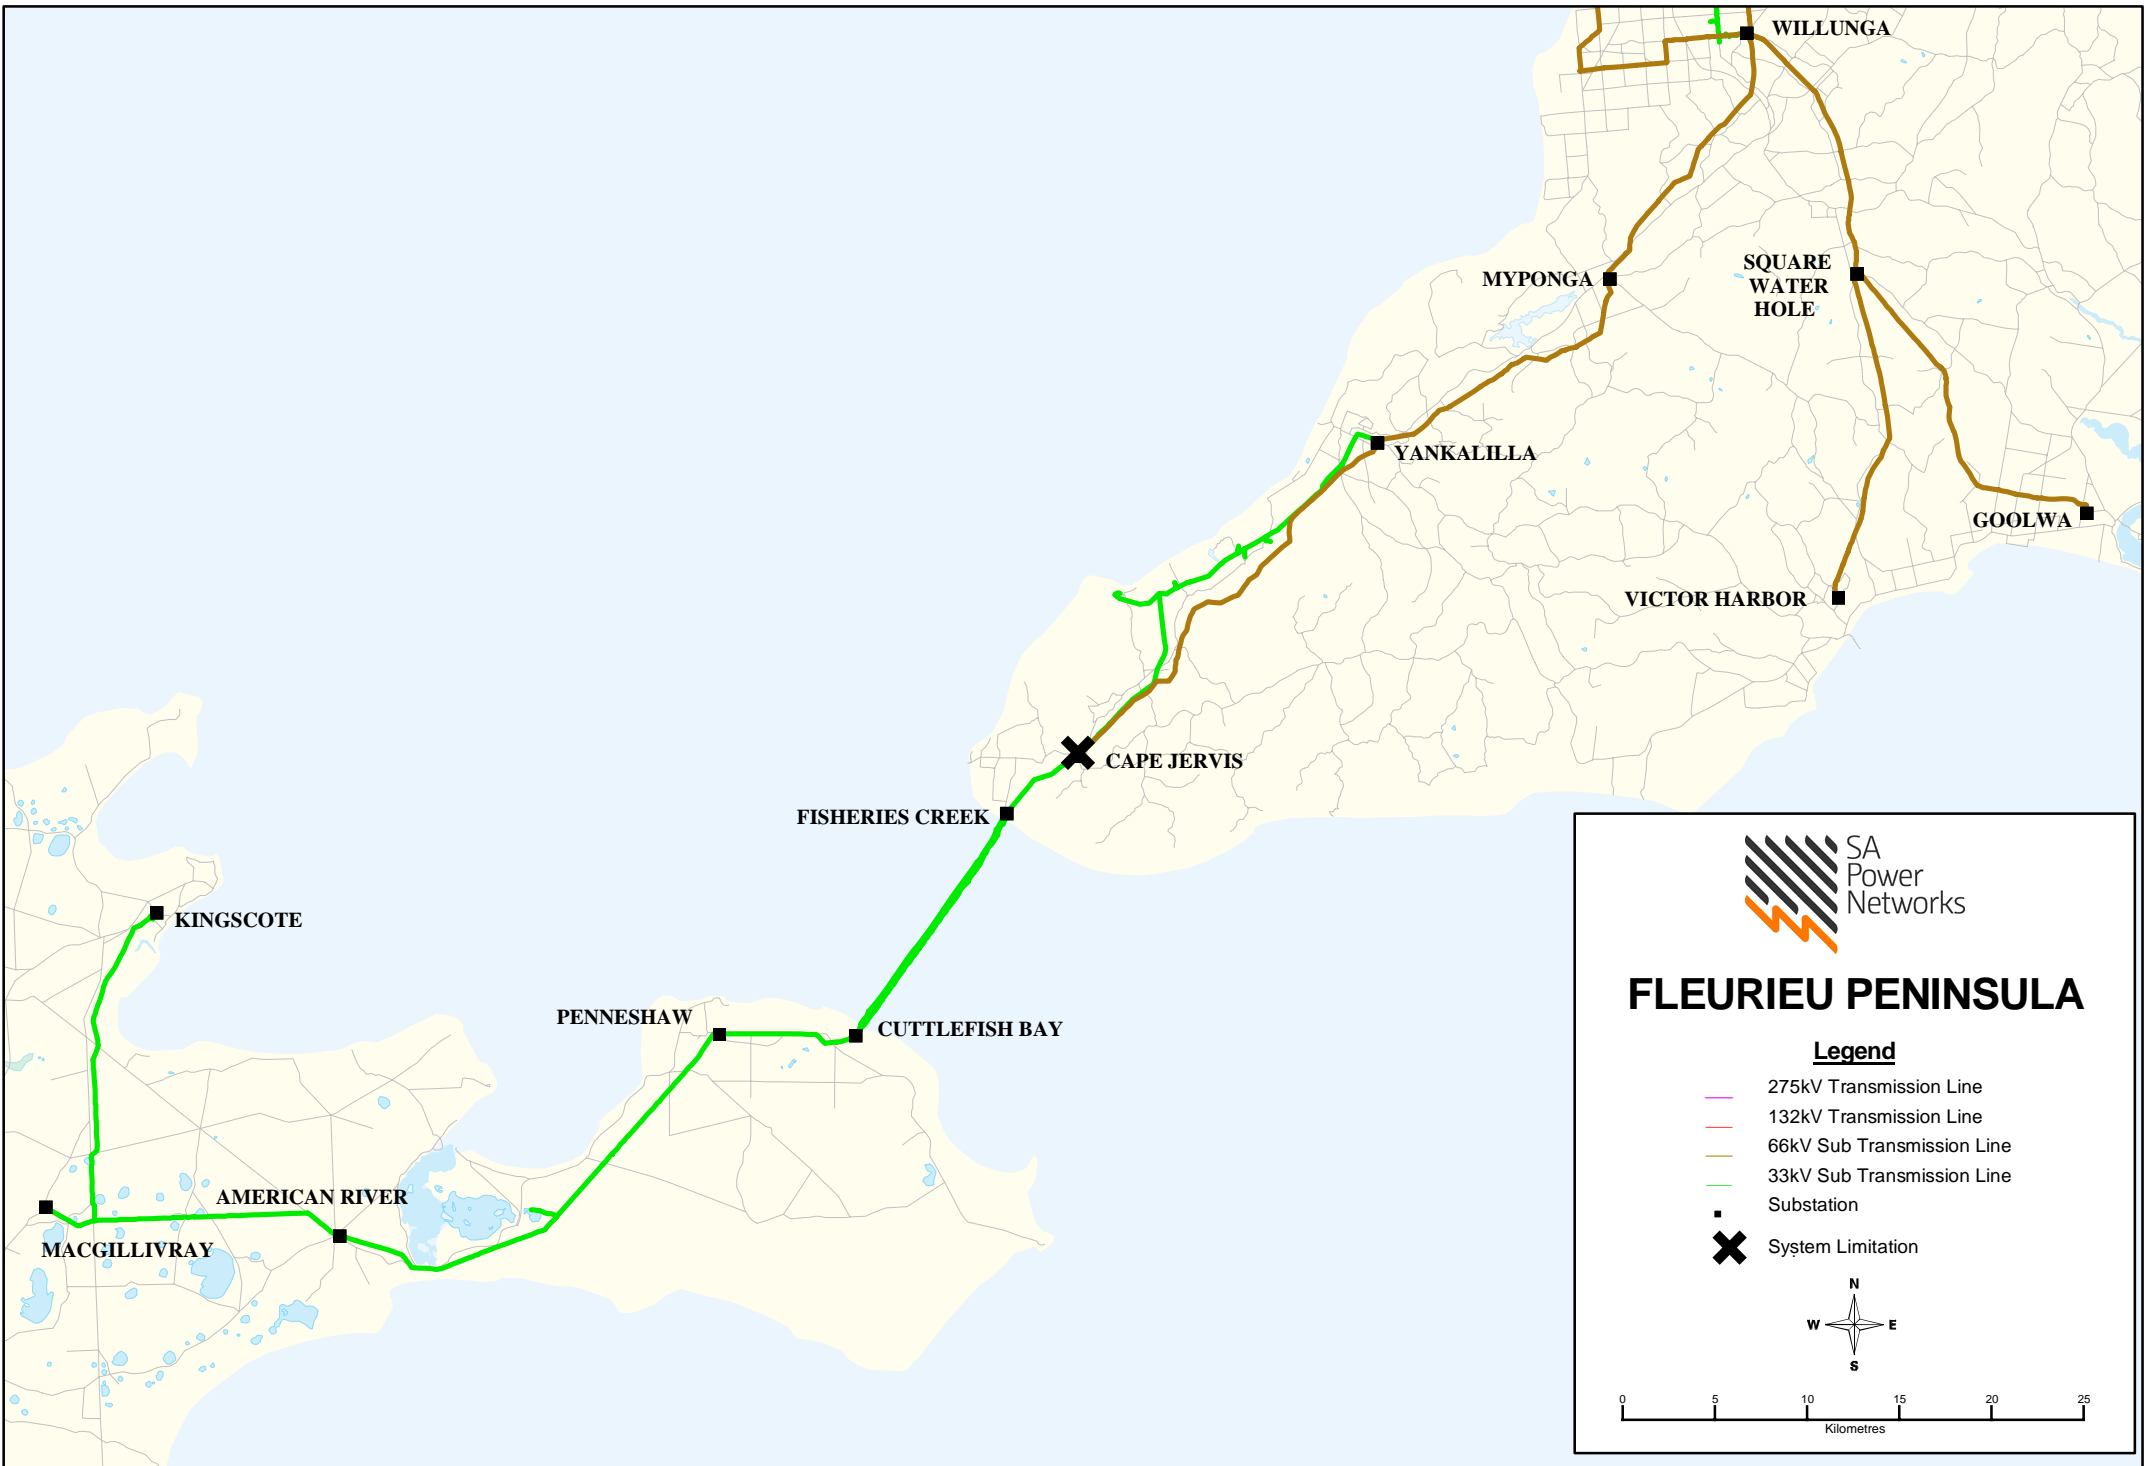 WILLUNGA
SQUARE
WATER
HOLE
MYPONGA
YANKALILLA
GOOLWA
VICTOR HARBOR
CAPE JERVIS
FISHERIES CREEK
KINGSCOTE
PENNESHAW
CUTTLEFISH BAY
AMERICAN RIVER
MACGILLIVRAY
SA
Power
Networks
FLEURIEU PENINSULA
Legend
275kV Transmission Line
132kV Transmission Line
66kV Sub Transmission Line
33kV Sub Transmission Line
Substation
System Limitation
N
W E
S
0 5 10 15 20 25
Kilometres